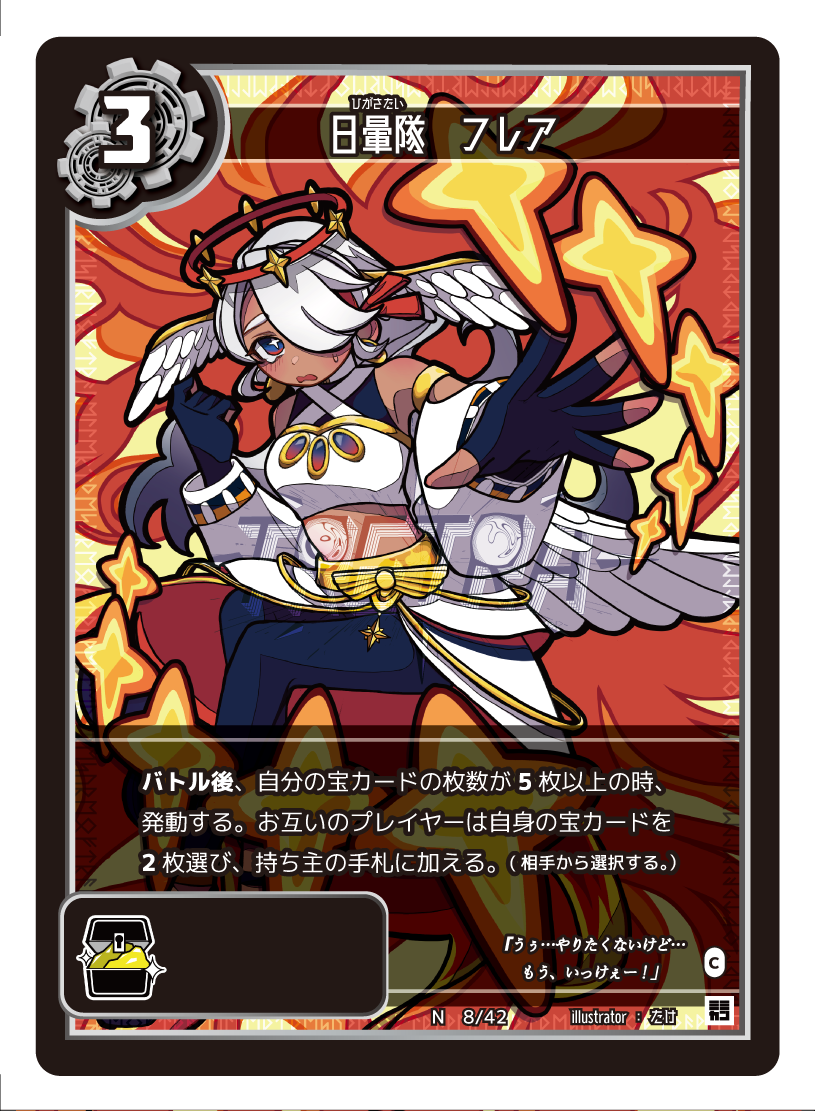 3
ひがさたい
日暈隊 フレア
TECTRA
バトル後、自分の宝カードの枚数が5枚以上の時、
発動する。お互いのプレイヤーは自身の宝カードを
2枚選び、持ち主の手札に加える。(相手から選択する。)
「うぅ…やりたくないけど…
もう、いっけぇー！」
C
N 8/42 illustrator : たけ